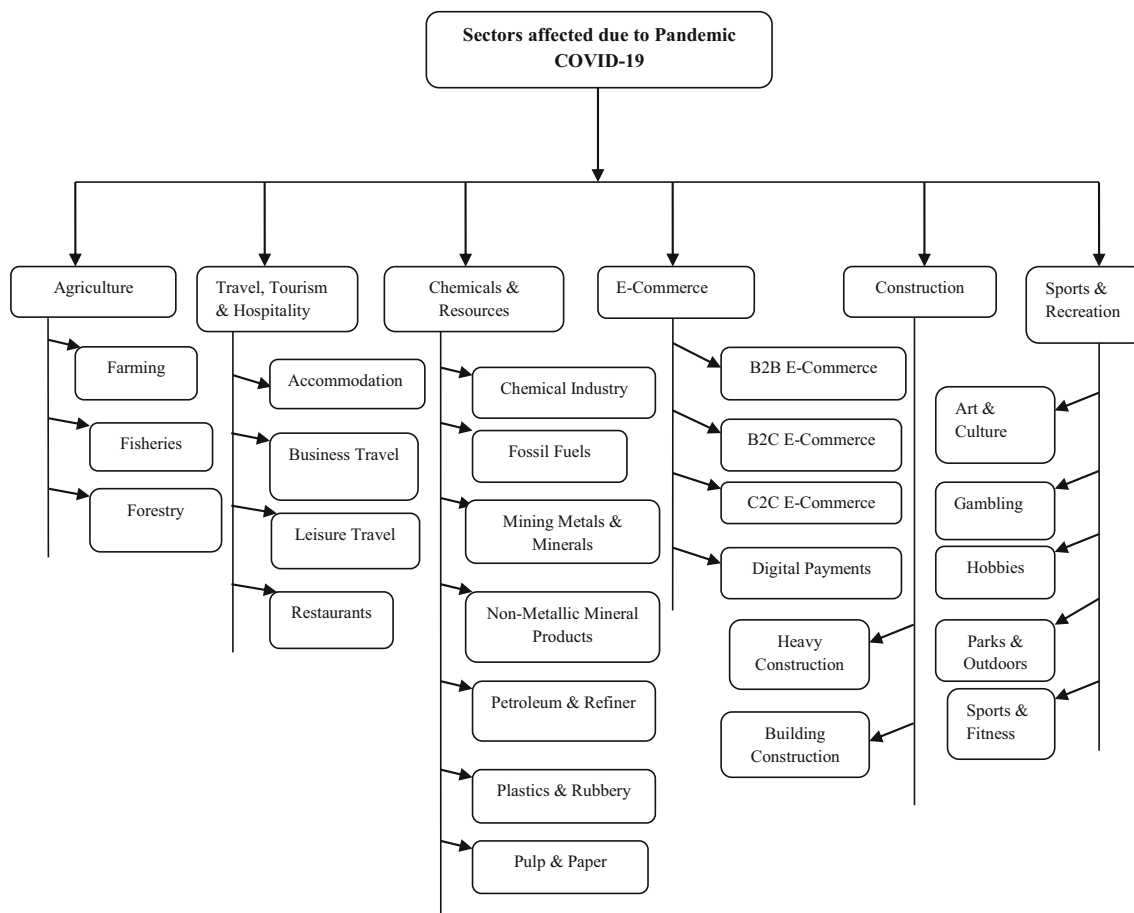 Sectors affected due to Pandemic
COVID-19
Agriculture
Farming
Fisheries
Forestry
Travel, Tourism
& Hospitality
Accommodation
Business Travel
Leisure Travel
Restaurants
Chemicals &
Resources
Chemical Industry
Fossil Fuels
Mining Metals &
Minerals
Non-Metallic Mineral
Products
Petroleum & Refiner
Plastics & Rubbery
Pulp & Paper
E-Commerce
B2B E-Commerce
B2C E-Commerce
C2C E-Commerce
Digital Payments
Construction
Heavy
Construction
Building
Construction
Sports &
Recreation
Art &
Culture
Gambling
Hobbies
Parks &
Outdoors
Sports &
Fitness